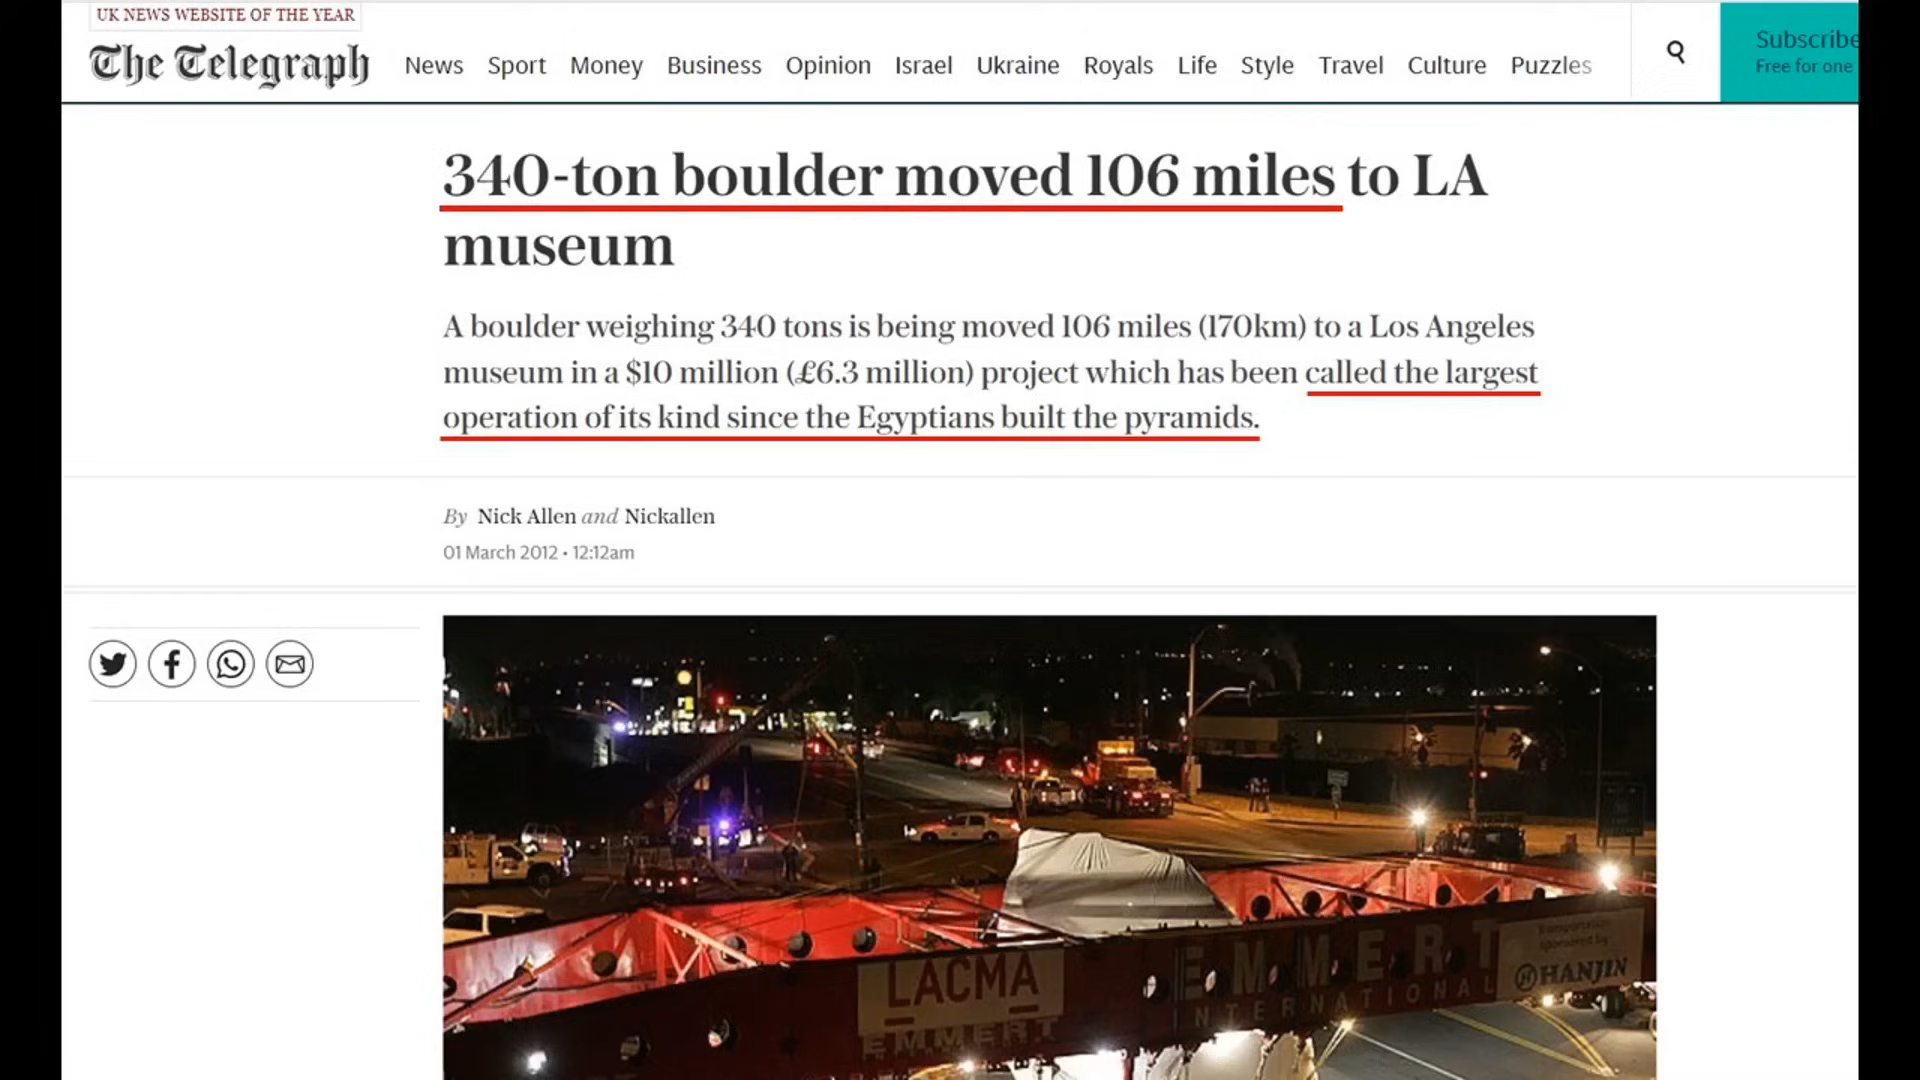 UK NEWS WEBSITE OF THE YEAR
The Telegraph
News Sport Money Business Opinion Israel Ukraine Royals Life Style Travel Culture Puzzles
Subscribe
Free for one
340-ton boulder moved 106 miles to LA
museum
A boulder weighing 340 tons is being moved 106 miles (170km) to a Los Angeles
museum in a $10 million (£6.3 million) project which has been called the largest
operation of its kind since the Egyptians built the pyramids.
By Nick Allen and Nickallen
01 March 2012 • 12:12am
LACMA
EMMERT
EMMERT
INTERNATIONAL
Transportation
sponsored by
HANJIN